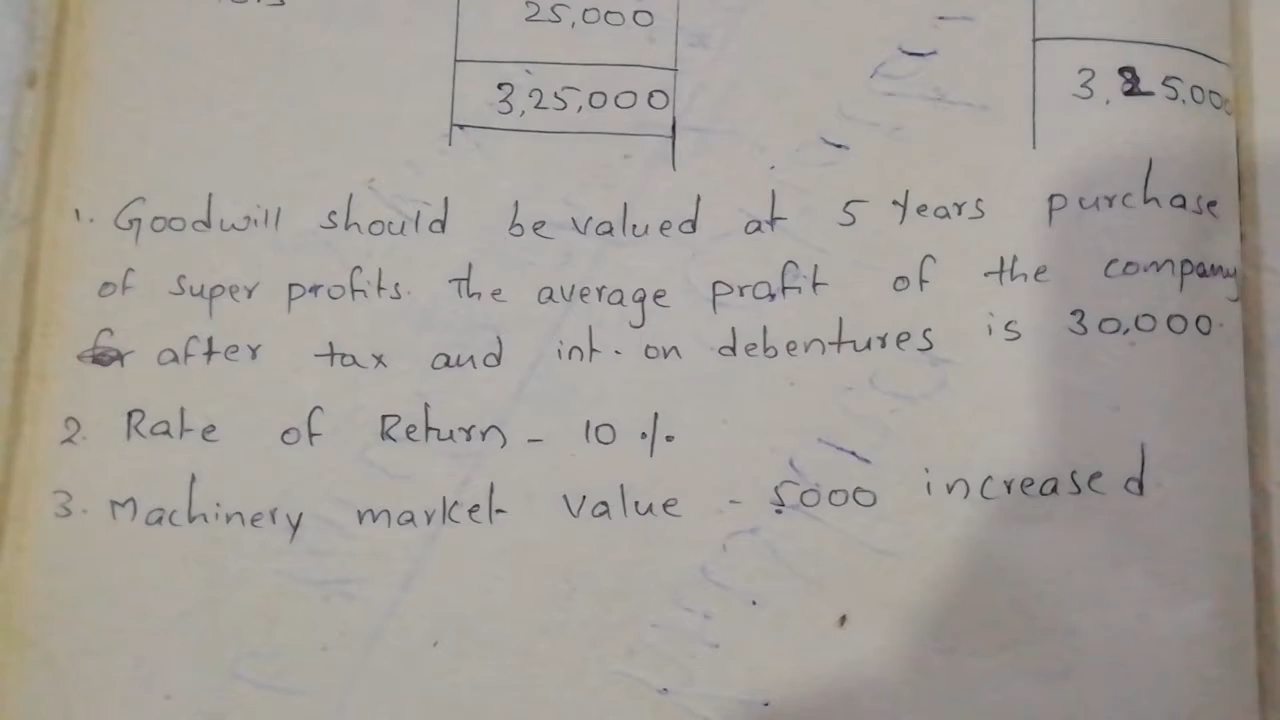 25,000
3,25,000
3,25,00
1. Goodwill should be valued at 5 Years purchase
of super profits. The average profit of the company
after tax and int. on debentures is 30,000.
2. Rate of Return - 10 %
3. Machinery market value - 5000 increased